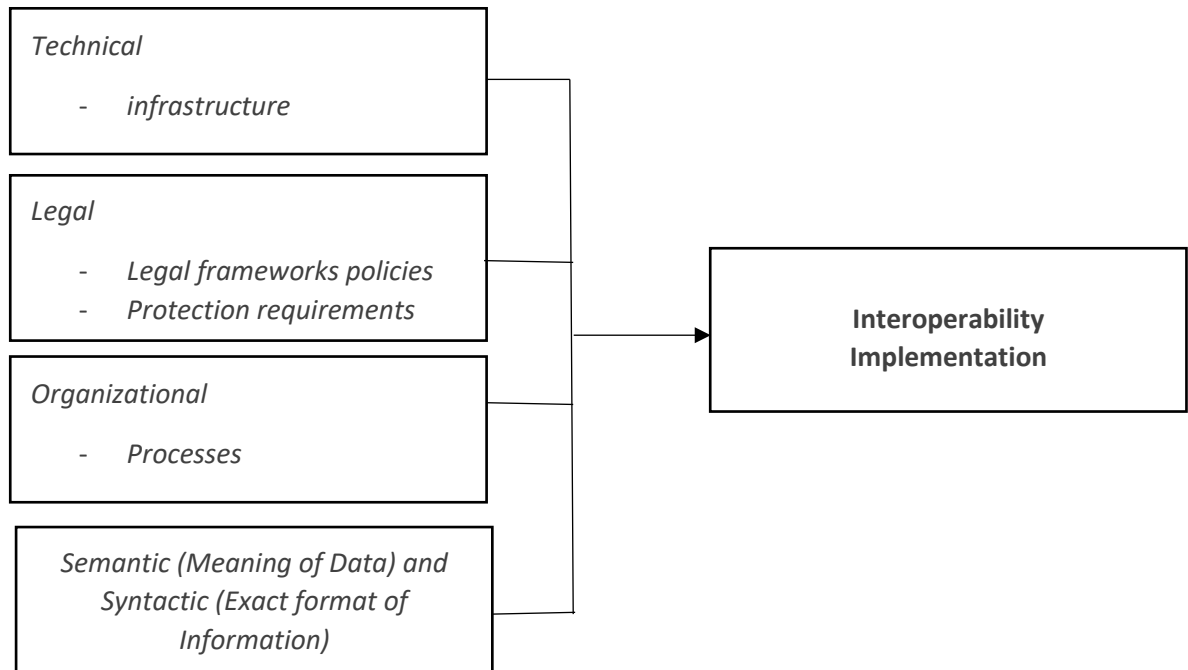 Technical
- infrastructure
Legal
- Legal frameworks policies
- Protection requirements
Organizational
- Processes
Semantic (Meaning of Data) and
Syntactic (Exact format of
Information)
Interoperability
Implementation